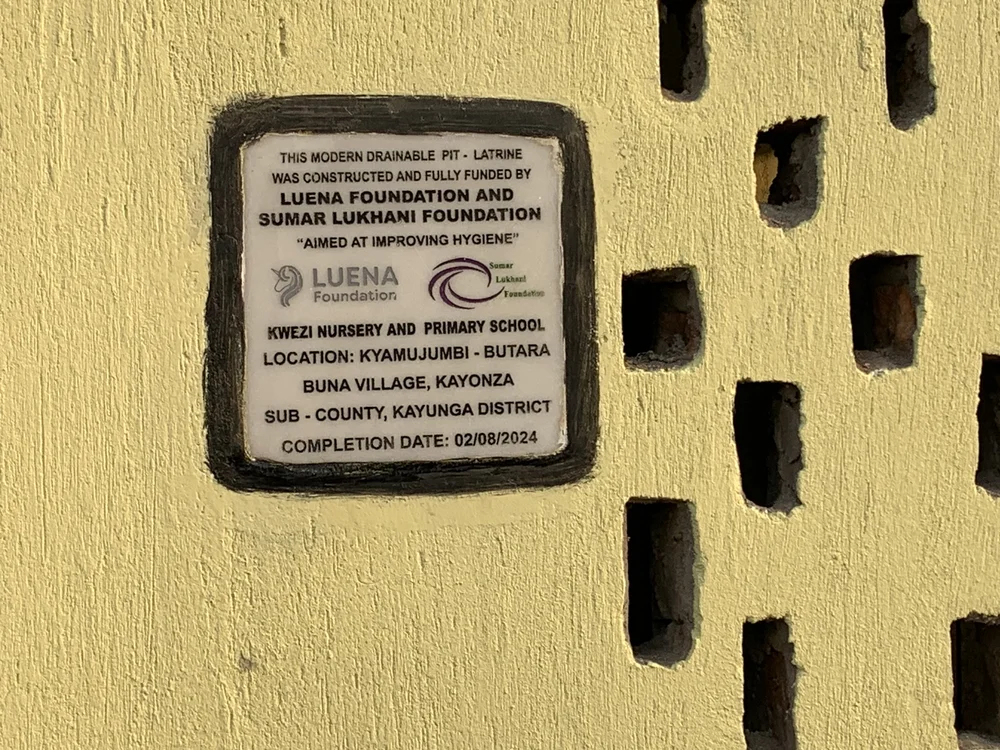 THIS MODERN DRAINABLE PIT - LATRINE
WAS CONSTRUCTED AND FULLY FUNDED BY
LUENA FOUNDATION AND
SUMAR LUKHANI FOUNDATION
"AIMED AT IMPROVING HYGIENE"
LUENA
Foundation
Sumar
Lukhani
Foundation
KWEZI NURSERY AND PRIMARY SCHOOL
LOCATION: KYAMUJUMBI - BUTARA
BUNA VILLAGE, KAYONZA
SUB - COUNTY, KAYUNGA DISTRICT
COMPLETION DATE: 02/08/2024